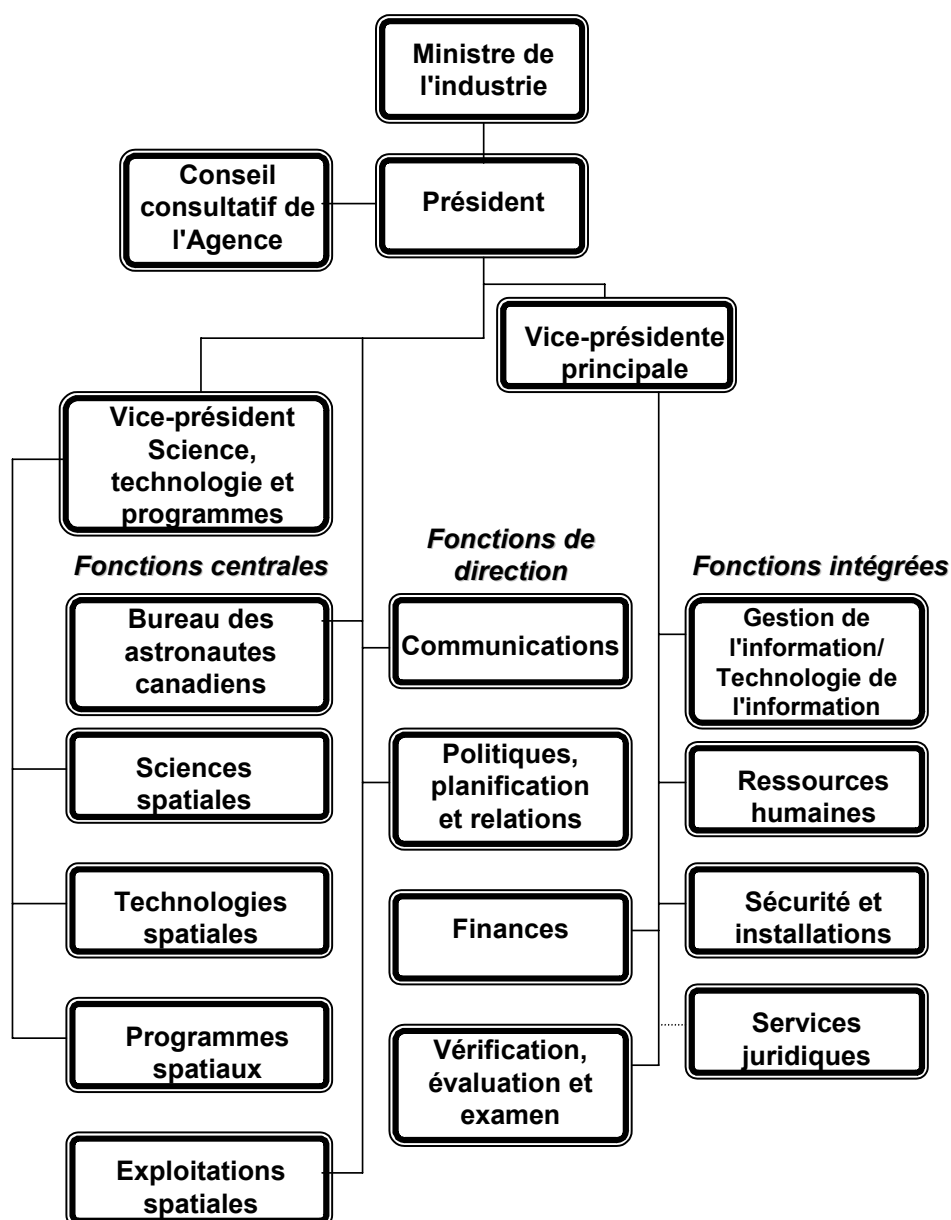 Ministre de
l'industrie
Conseil
consultatif de
l'Agence
Président
Vice-présidente
principale
Vice-président
Science,
technologie et
programmes
Fonctions centrales
Bureau des
astronautes
canadiens
Sciences
spatiales
Technologies
spatiales
Programmes
spatiaux
Exploitations
spatiales
Fonctions de
direction
Communications
Politiques,
planification
et relations
Finances
Vérification,
évaluation et
examen
Fonctions intégrées
Gestion de
l'information/
Technologie de
l'information
Ressources
humaines
Sécurité et
installations
Services
juridiques